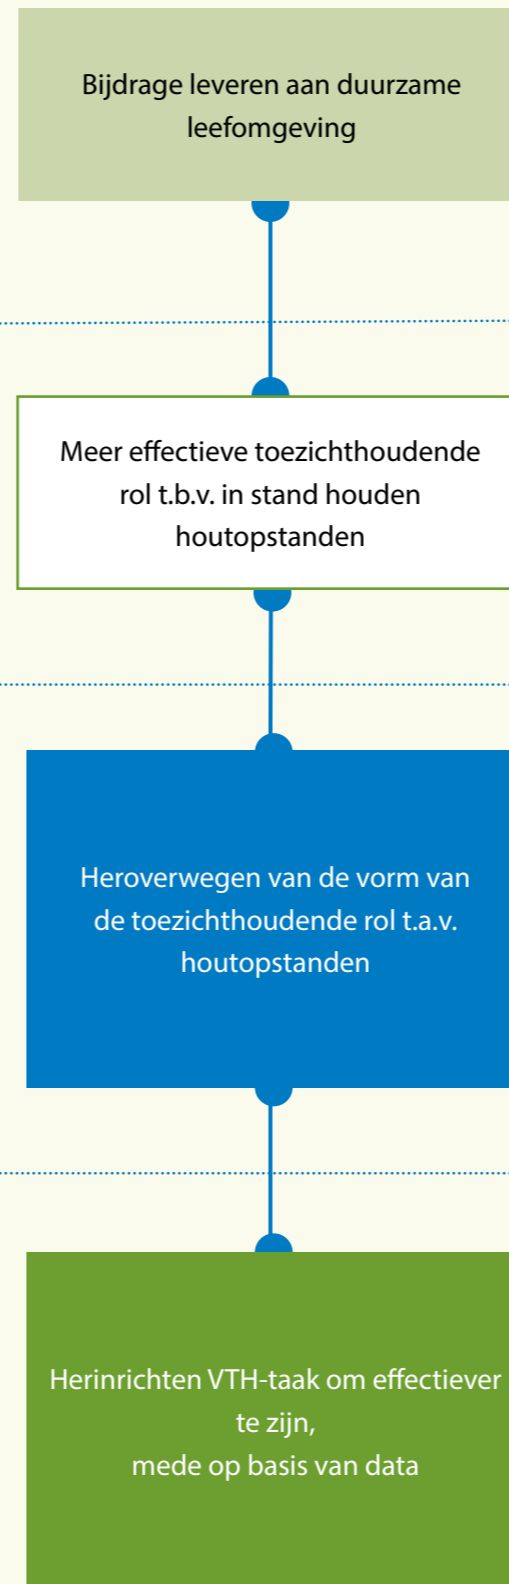 Bijdrage leveren aan duurzame
leefomgeving
Meer effectieve toezichthoudende
rol t.b.v. in stand houden
houtopstanden
Heroverwegen van de vorm van
de toezichthoudende rol t.a.v.
houtopstanden
Herinrichten VTH-taak om effectiever
te zijn,
mede op basis van data